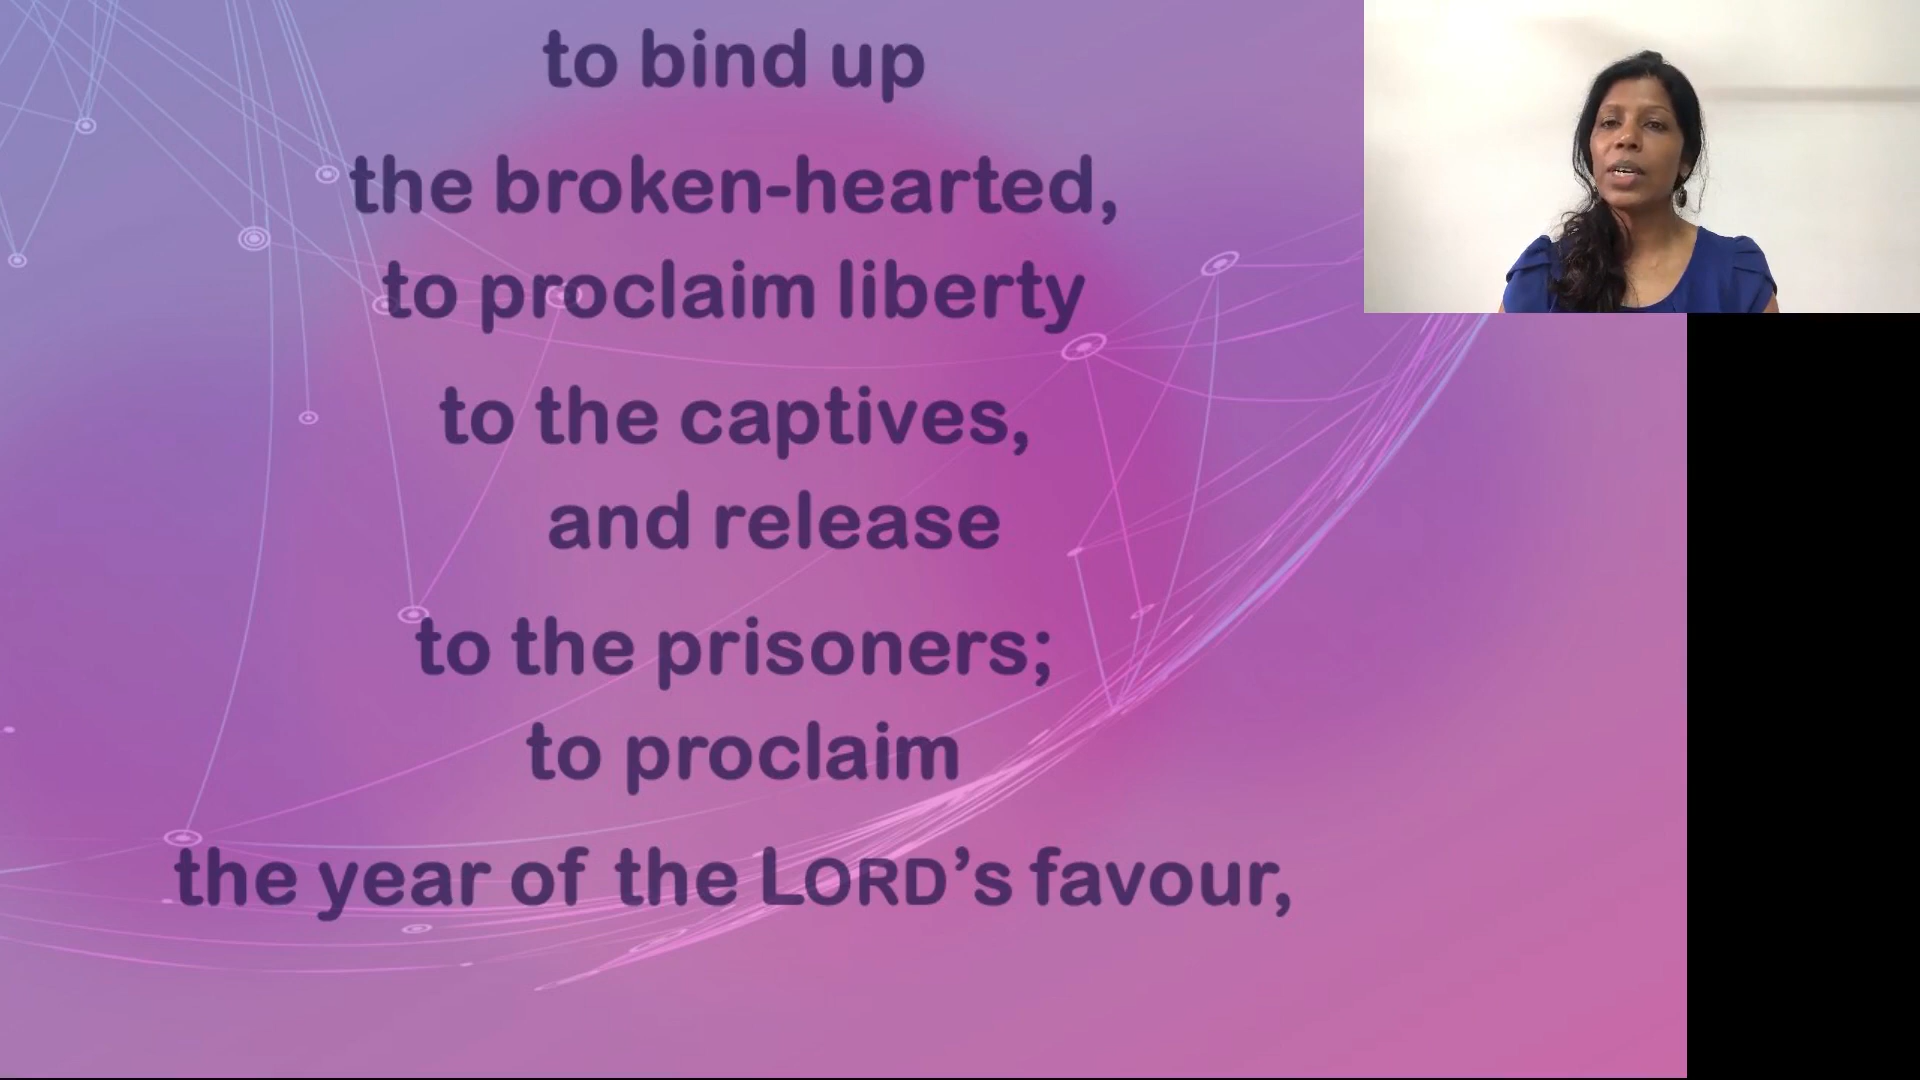 to bind up
the broken-hearted,
to proclaim liberty
to the captives,
and release
to the prisoners;
to proclaim
the year of the LORD’s favour,